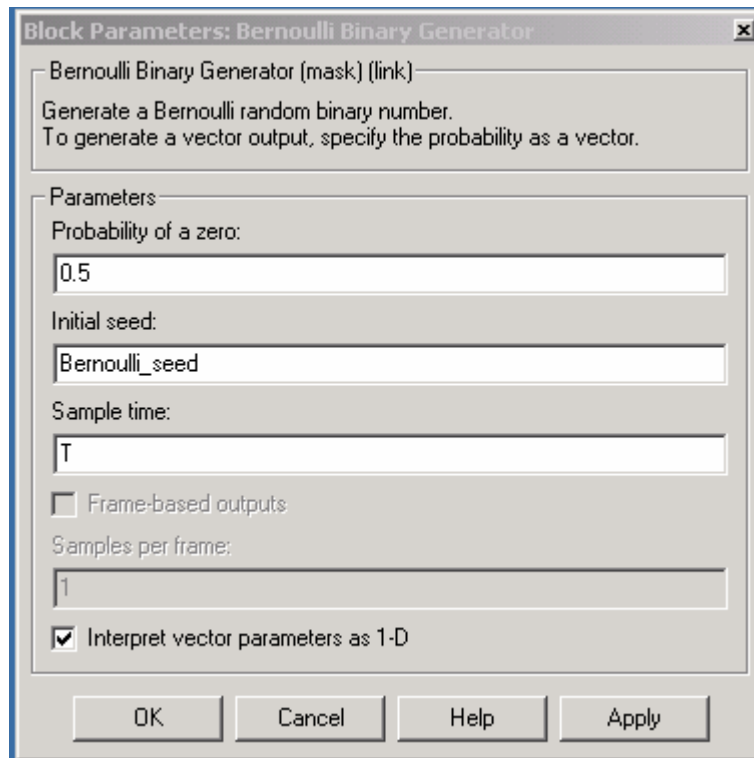 Block Parameters: Bernoulli Binary Generator
Bernoulli Binary Generator (mask) (link)
Generate a Bernoulli random binary number.
To generate a vector output, specify the probability as a vector.
Parameters
Probability of a zero:
0.5
Initial seed:
Bernoulli_seed
Sample time:
T
Frame-based outputs
Samples per frame:
1
Interpret vector parameters as 1-D
OK Cancel Help Apply